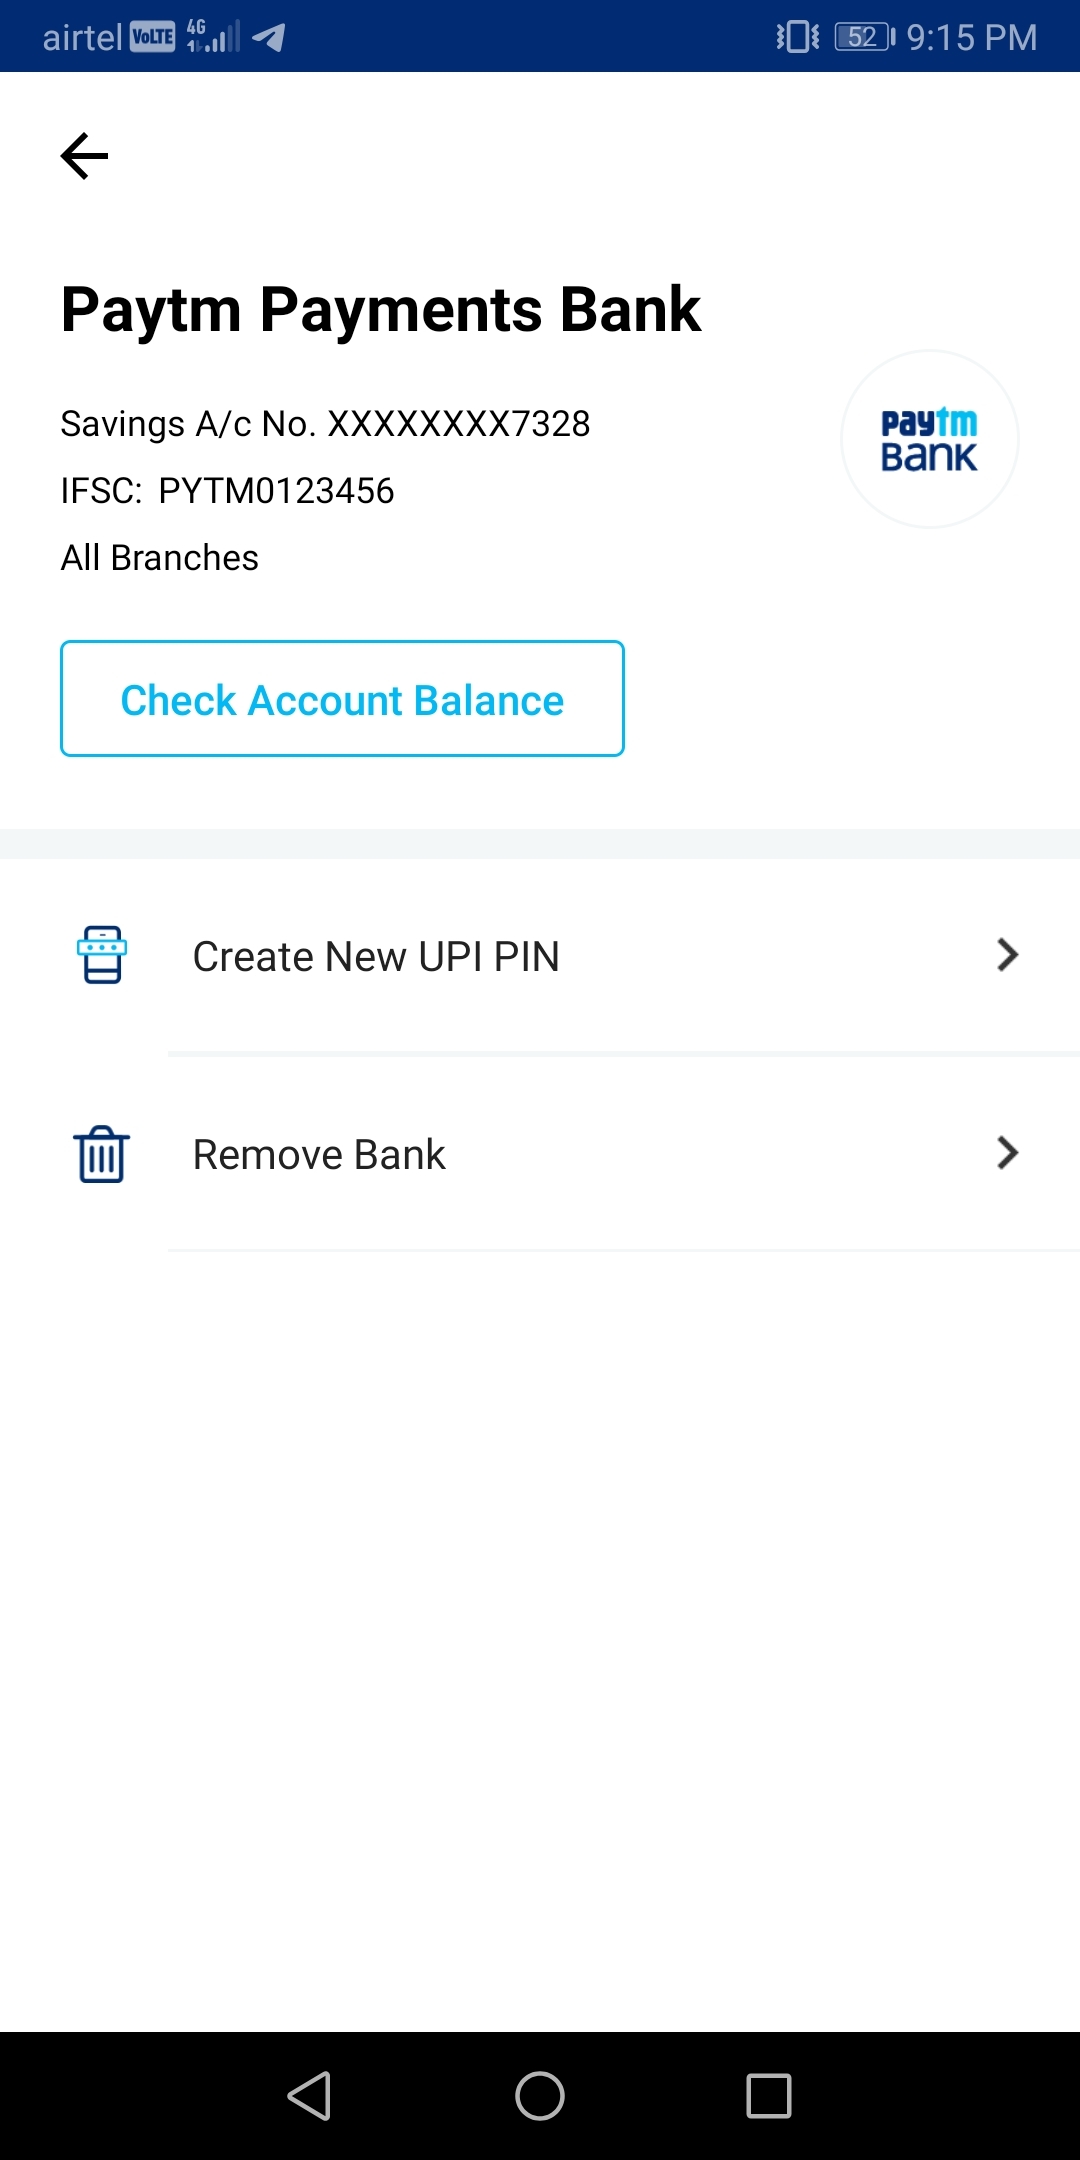 airtel VoLTE 4G 52 9:15 PM
Paytm Payments Bank
Savings A/c No. XXXXXXXX7328
IFSC: PYTM0123456
All Branches
paytm
BANK
Check Account Balance
Create New UPI PIN
Remove Bank